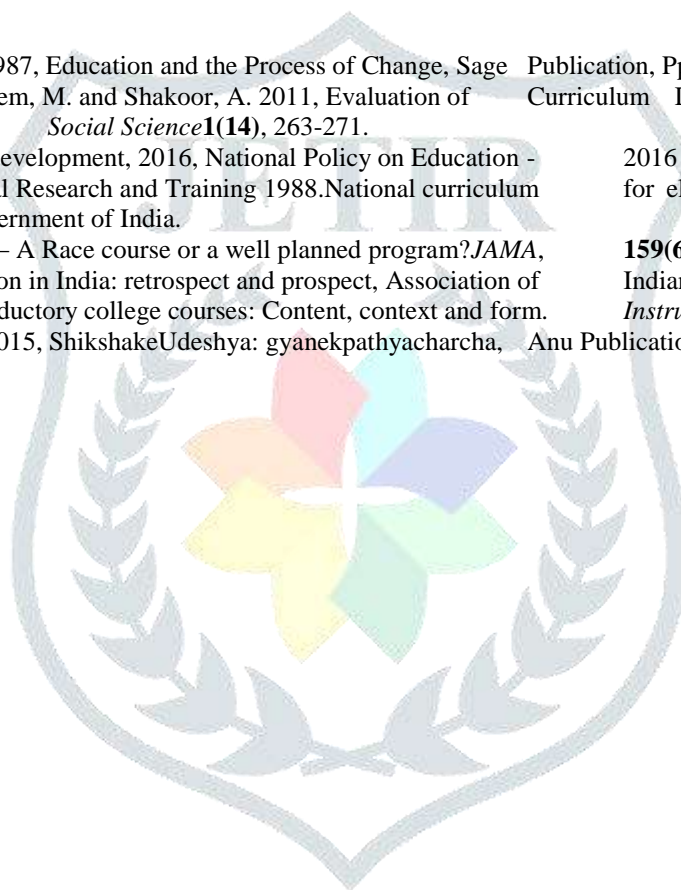 987, Education and the Process of Change, Sage Publication, Pp
em, M. and Shakoor, A. 2011, Evaluation of Curriculum
Social Science1(14), 263-271.
evelopment, 2016, National Policy on Education - 2016
al Research and Training 1988.National curriculum for
ernment of India.
– A Race course or a well planned program?JAMA, 159(6
on in India: retrospect and prospect, Association of Indian
ductory college courses: Content, context and form. Instru
015, ShikshakeUdeshya: gyanekpathyacharcha, Anu Publicatio
JETIR